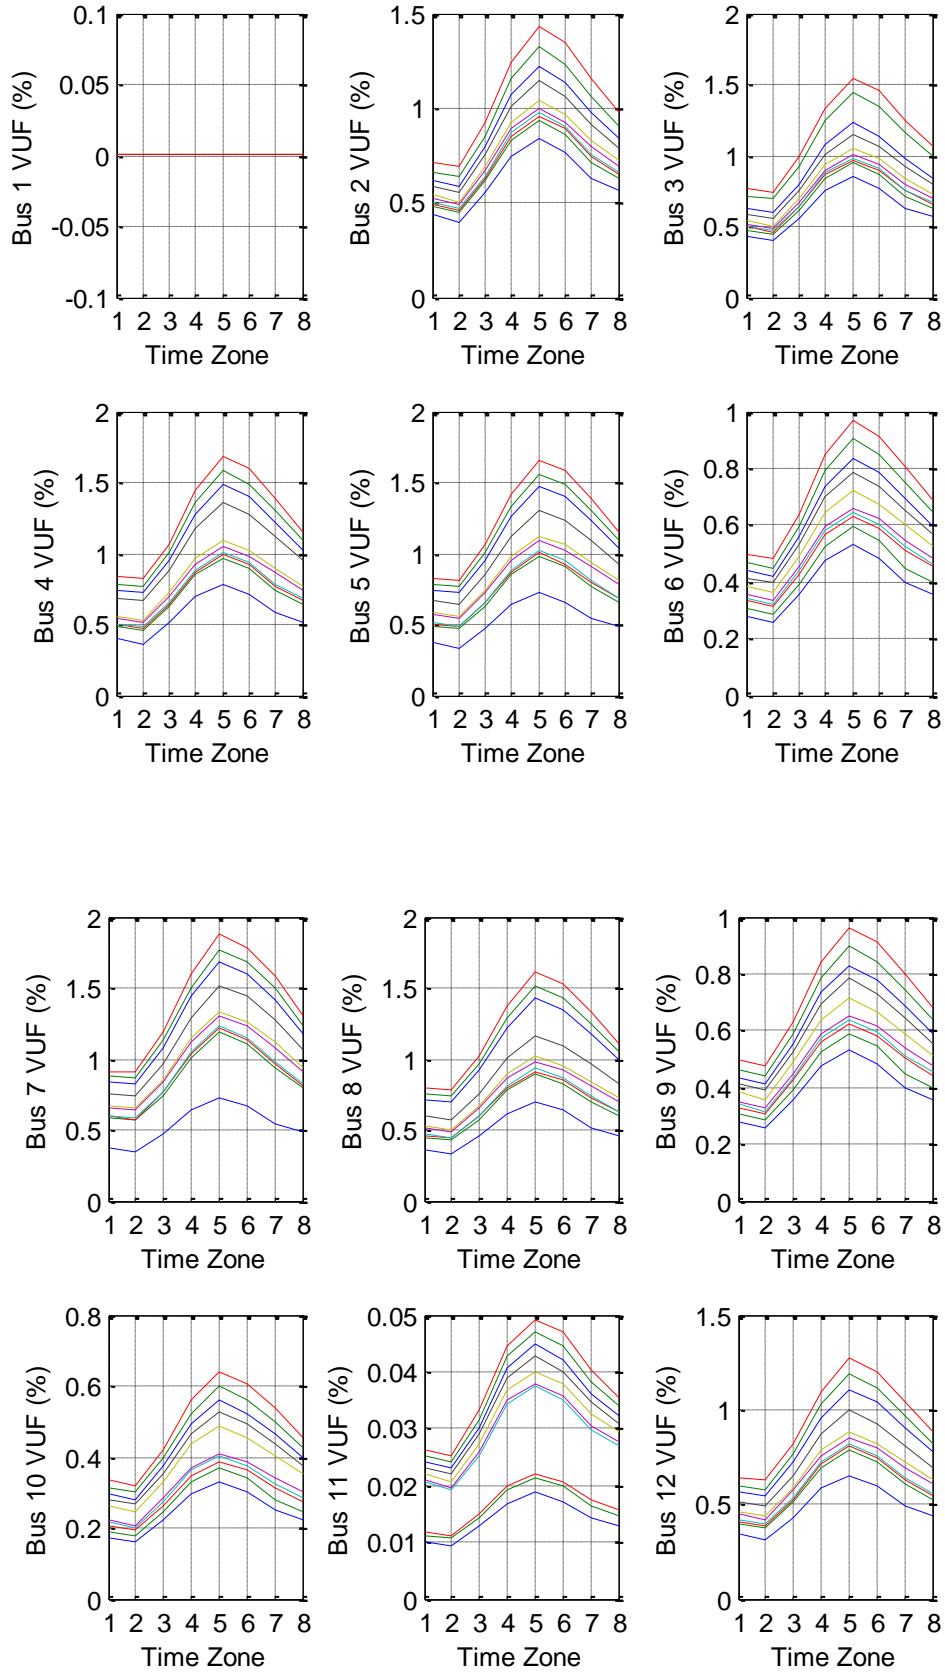 Bus 1 VUF (%)
0.1
0.05
0
-0.05
-0.1
1 2 3 4 5 6 7 8
Time Zone
Bus 2 VUF (%)
1.5
1
0.5
0
1 2 3 4 5 6 7 8
Time Zone
Bus 3 VUF (%)
2
1.5
1
0.5
0
1 2 3 4 5 6 7 8
Time Zone
Bus 4 VUF (%)
2
1.5
1
0.5
0
1 2 3 4 5 6 7 8
Time Zone
Bus 5 VUF (%)
2
1.5
1
0.5
0
1 2 3 4 5 6 7 8
Time Zone
Bus 6 VUF (%)
1
0.8
0.6
0.4
0.2
0
1 2 3 4 5 6 7 8
Time Zone
Bus 7 VUF (%)
2
1.5
1
0.5
0
1 2 3 4 5 6 7 8
Time Zone
Bus 8 VUF (%)
2
1.5
1
0.5
0
1 2 3 4 5 6 7 8
Time Zone
Bus 9 VUF (%)
1
0.8
0.6
0.4
0.2
0
1 2 3 4 5 6 7 8
Time Zone
Bus 10 VUF (%)
0.8
0.6
0.4
0.2
0
1 2 3 4 5 6 7 8
Time Zone
Bus 11 VUF (%)
0.05
0.04
0.03
0.02
0.01
0
1 2 3 4 5 6 7 8
Time Zone
Bus 12 VUF (%)
1.5
1
0.5
0
1 2 3 4 5 6 7 8
Time Zone